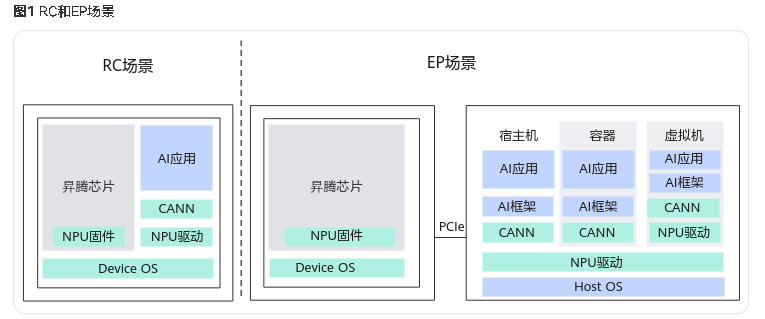 图1 RC和EP场景
RC场景
昇腾芯片
NPU固件
AI应用
CANN
NPU驱动
Device OS
EP场景
昇腾芯片
NPU固件
Device OS
PCIe
宿主机
容器
虚拟机
AI应用
AI应用
AI应用
AI框架
AI框架
AI框架
CANN
CANN
CANN
NPU驱动
NPU驱动
Host OS